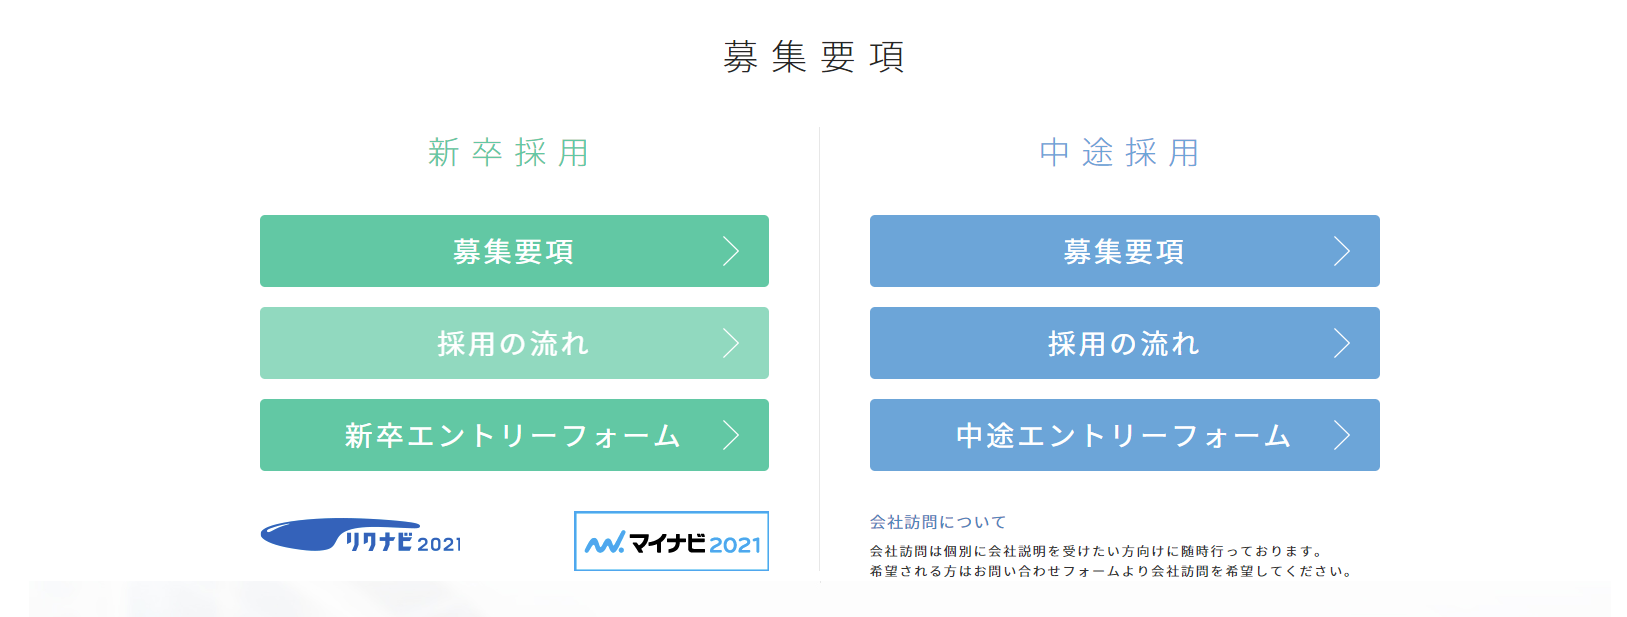 募集要項
新卒採用
募集要項
採用の流れ
新卒エントリーフォーム
リクナビ2021
マイナビ2021
中途採用
募集要項
採用の流れ
中途エントリーフォーム
会社訪問について
会社訪問は個別に会社説明を受けたい方向けに随時行っております。
希望される方はお問い合わせフォームより会社訪問を希望してください。